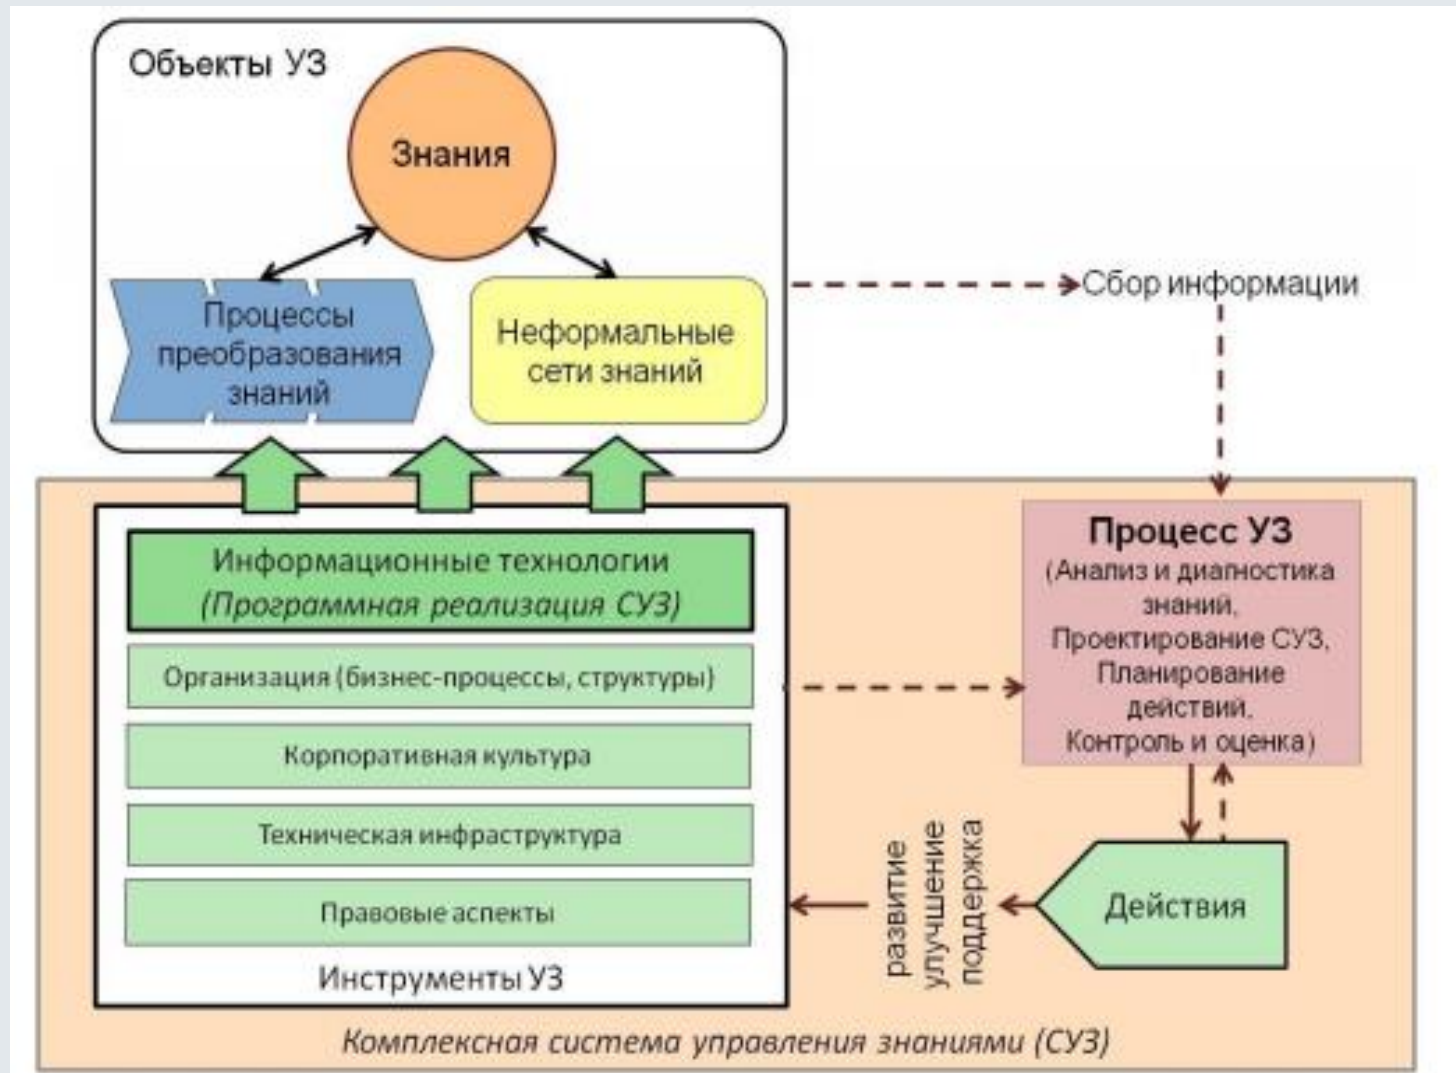 Объекты УЗ
Знания
Процессы
преобразования
знаний
Неформальные
сети знаний
Сбор информации
Информационные технологии
(Программная реализация СУЗ)
Организация (бизнес-процессы, структуры)
Корпоративная культура
Техническая инфраструктура
Правовые аспекты
Инструменты УЗ
Процесс УЗ
(Анализ и диагностика
знаний,
Проектирование СУЗ,
Планирование
действий,
Контроль и оценка)
развитие
улучшение
поддержка
Действия
Комплексная система управления знаниями (СУЗ)